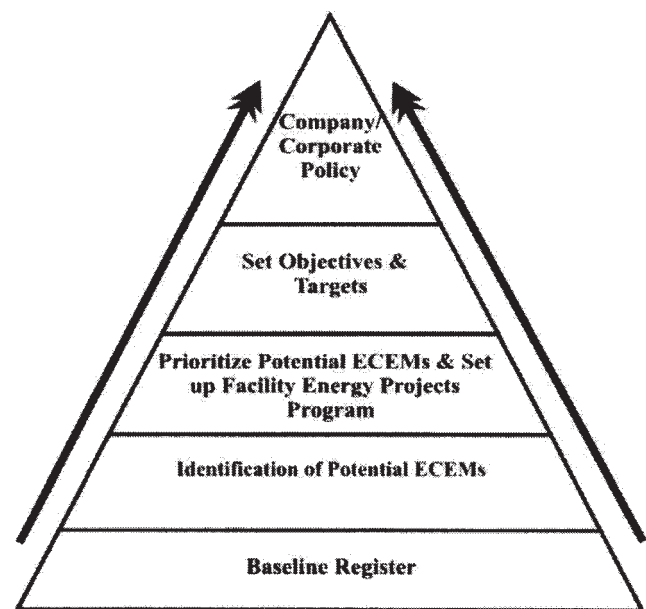 Company/
Corporate
Policy
Set Objectives &
Targets
Prioritize Potential ECEMs & Set
up Facility Energy Projects
Program
Identification of Potential ECEMs
Baseline Register